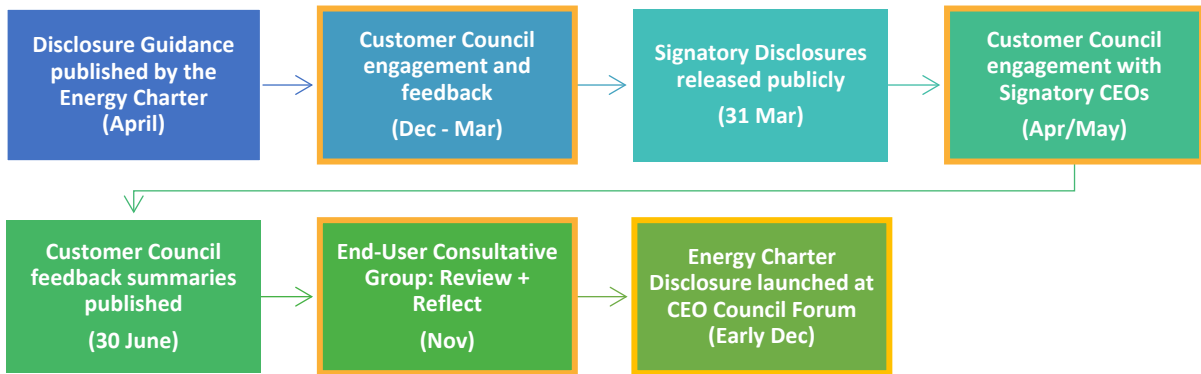 Disclosure Guidance
published by the
Energy Charter
(April)
Customer Council
engagement and
feedback
(Dec - Mar)
Signatory Disclosures
released publicly
(31 Mar)
Customer Council
engagement with
Signatory CEOs
(Apr/May)
Customer Council
feedback summaries
published
(30 June)
End-User Consultative
Group: Review +
Reflect
(Nov)
Energy Charter
Disclosure launched at
CEO Council Forum
(Early Dec)